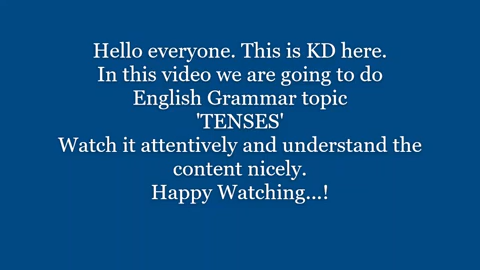 Hello everyone. This is KD here.
In this video we are going to do
English Grammar topic
'TENSES'
Watch it attentively and understand the
content nicely.
Happy Watching...!